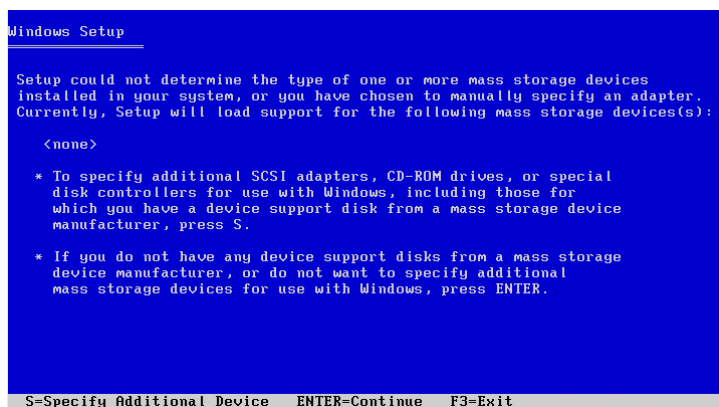 Windows Setup
Setup could not determine the type of one or more mass storage devices
installed in your system, or you have chosen to manually specify an adapter.
Currently, Setup will load support for the following mass storage devices(s):
<none>
* To specify additional SCSI adapters, CD-ROM drives, or special
disk controllers for use with Windows, including those for
which you have a device support disk from a mass storage device
manufacturer, press S.
* If you do not have any device support disks from a mass storage
device manufacturer, or do not want to specify additional
mass storage devices for use with Windows, press ENTER.
S=Specify Additional Device ENTER=Continue F3=Exit